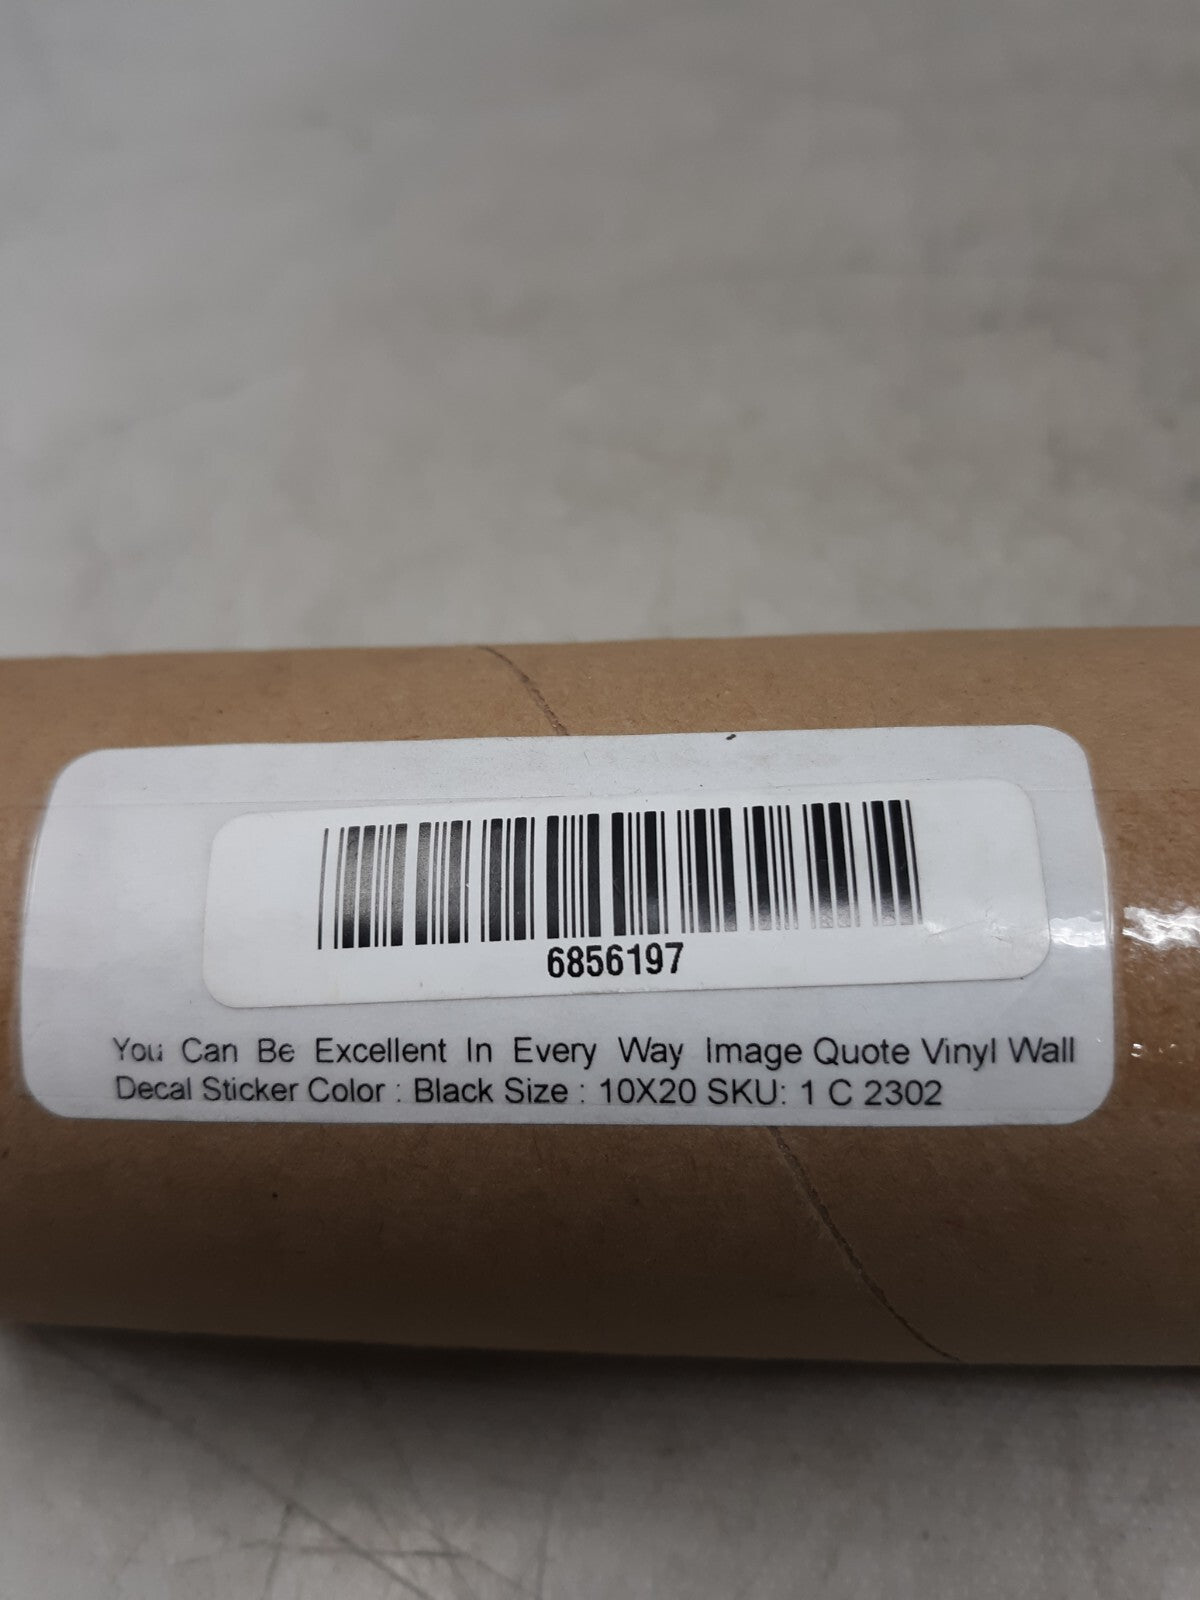 6856197
You Can Be Excellent In Every Way Image Quote Vinyl Wall
Decal Sticker Color : Black Size : 10X20 SKU: 1 C 2302